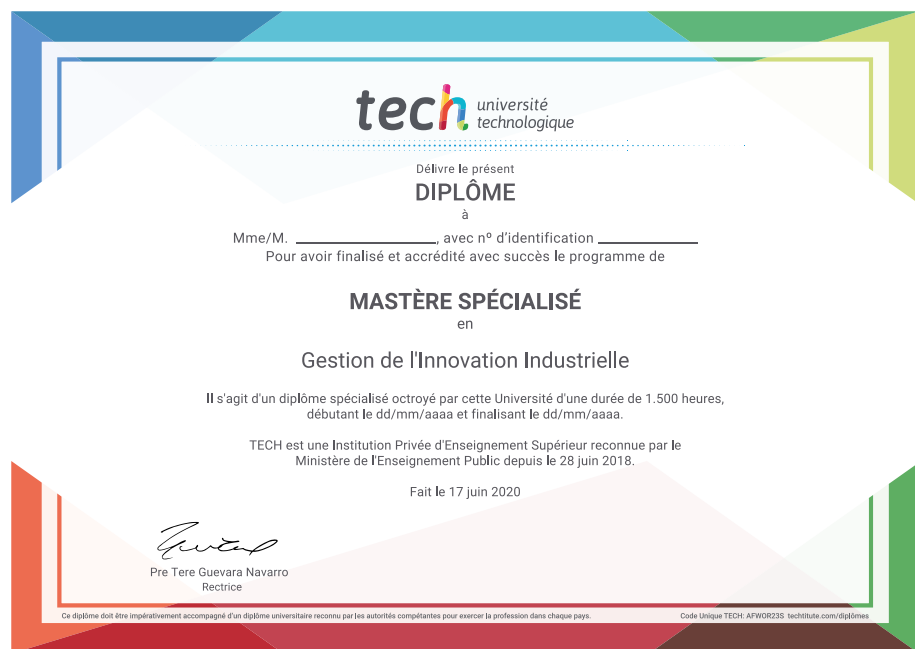 tech université
technologique
Délivre le présent
DIPLÔME
à
Mme/M. ____________, avec nº d'identification ____________
Pour avoir finalisé et accrédité avec succès le programme de
MASTÈRE SPÉCIALISÉ
en
Gestion de l'Innovation Industrielle
Il s'agit d'un diplôme spécialisé octroyé par cette Université d'une durée de 1.500 heures,
débutant le dd/mm/aaaa et finalisant le dd/mm/aaaa.
TECH est une Institution Privée d'Enseignement Supérieur reconnue par le
Ministère de l'Enseignement Public depuis le 28 juin 2018.
Fait le 17 juin 2020
Pre Tere Guevara Navarro
Rectrice
Ce diplôme doit être impérativement accompagné d'un diplôme universitaire reconnu par les autorités compétantes pour exercer la profession dans chaque pays.
Code Unique TECH: AFWOR23S techtitute.com/diplômes